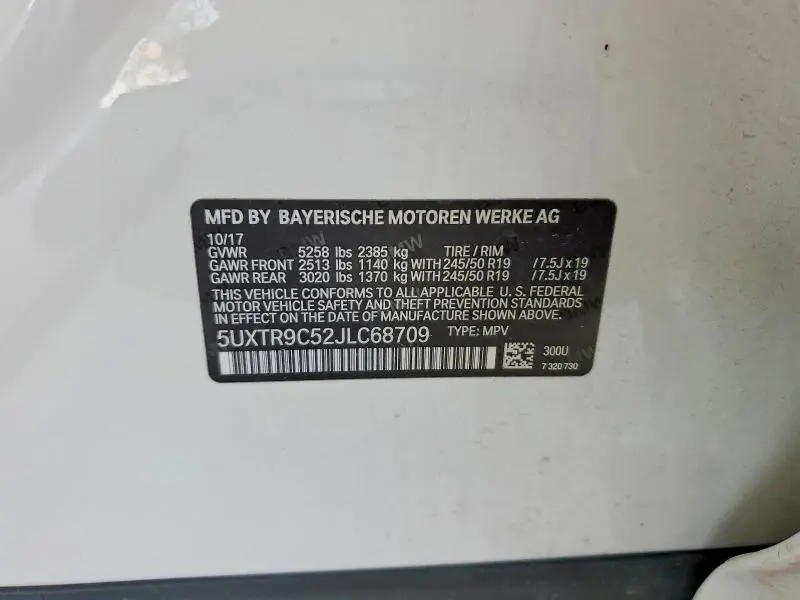 MFD BY BAYERISCHE MOTOREN WERKE AG
10/17
GVWR 5258 lbs 2385 kg TIRE / RIM
GAWR FRONT 2513 lbs 1140 kg WITH 245/50 R19 /7.5J x 19
GAWR REAR 3020 lbs 1370 kg WITH 245/50 R19 /7.5J x 19
THIS VEHICLE CONFORMS TO ALL APPLICABLE U.S. FEDERAL
MOTOR VEHICLE SAFETY AND THEFT PREVENTION STANDARDS
IN EFFECT ON THE DATE OF MANUFACTURE SHOWN ABOVE.
5UXTR9C52JLC68709 TYPE: MPV
300U
7 320 730